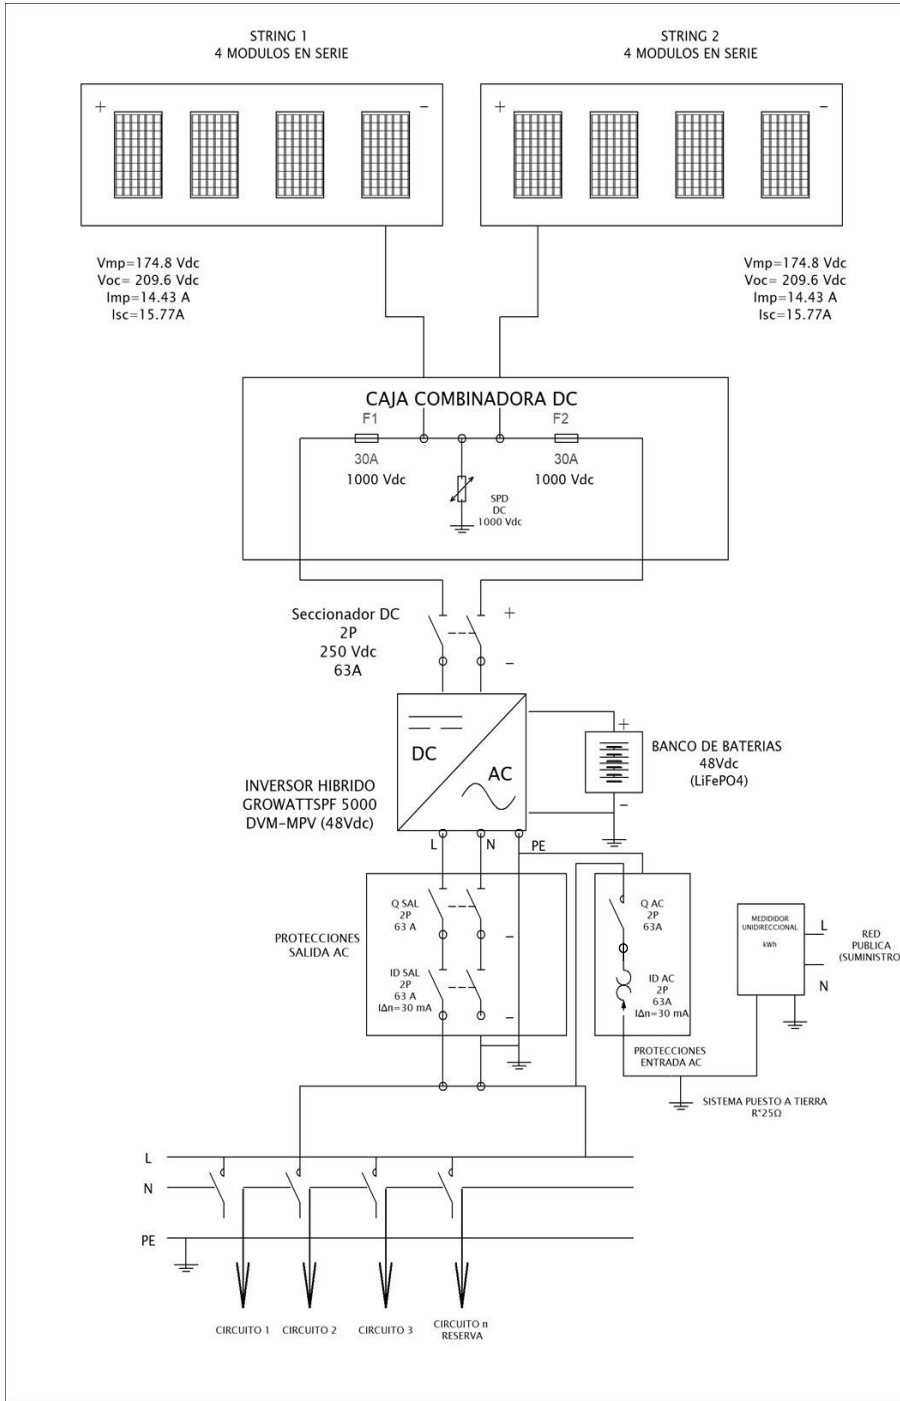 STRING 1
4 MODULOS EN SERIE
STRING 2
4 MODULOS EN SERIE
+
−
+
−
Vmp=174.8 Vdc
Voc= 209.6 Vdc
Imp=14.43 A
Isc=15.77A
Vmp=174.8 Vdc
Voc= 209.6 Vdc
Imp=14.43 A
Isc=15.77A
CAJA COMBINADORA DC
F1
30A
1000 Vdc
F2
30A
1000 Vdc
SPD
DC
1000 Vdc
Seccionador DC
2P
250 Vdc
63A
+
−
DC
AC
INVERSOR HIBRIDO
GROWATTSPF 5000
DVM-MPV (48Vdc)
+
−
BANCO DE BATERIAS
48Vdc
(LiFePO4)
L
N
PE
PROTECCIONES
SALIDA AC
Q SAL
2P
63 A
−
ID SAL
2P
63 A
IΔn=30 mA
−
Q AC
2P
63A
ID AC
2P
63A
IΔn=30 mA
PROTECCIONES
ENTRADA AC
MEDIDIDOR
UNIDIRECCIONAL
kWh
L
N
RED
PUBLICA
(SUMINISTRO
SISTEMA PUESTO A TIERRA
R°25Ω
L
N
PE
CIRCUITO 1
CIRCUITO 2
CIRCUITO 3
CIRCUITO n
RESERVA